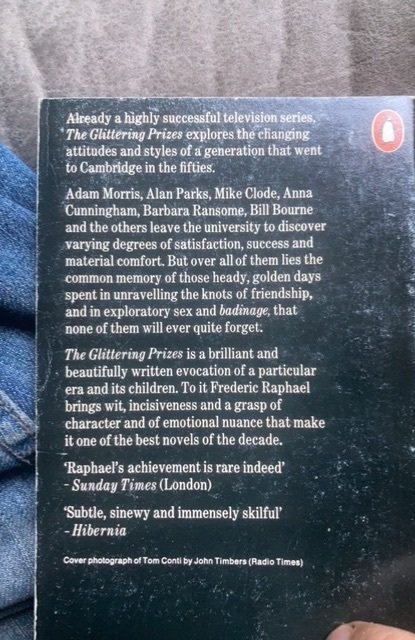 Already a highly successful television series,
The Glittering Prizes explores the changing
attitudes and styles of a generation that went
to Cambridge in the fifties.
Adam Morris, Alan Parks, Mike Clode, Anna
Cunningham, Barbara Ransome, Bill Bourne
and the others leave the university to discover
varying degrees of satisfaction, success and
material comfort. But over all of them lies the
common memory of those heady, golden days
spent in unravelling the knots of friendship,
and in exploratory sex and badinage, that
none of them will ever quite forget.
The Glittering Prizes is a brilliant and
beautifully written evocation of a particular
era and its children. To it Frederic Raphael
brings wit, incisiveness and a grasp of
character and of emotional nuance that make
it one of the best novels of the decade.
‘Raphael’s achievement is rare indeed’
- Sunday Times (London)
‘Subtle, sinewy and immensely skilful’
- Hibernia
Cover photograph of Tom Conti by John Timbers (Radio Times)